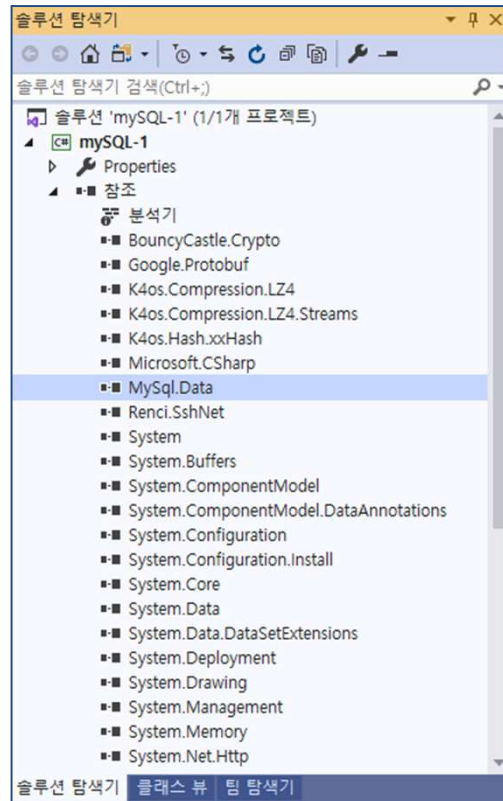 솔루션 탐색기
솔루션 탐색기 검색(Ctrl+;)
솔루션 'mySQL-1' (1/1개 프로젝트)
C# mySQL-1
Properties
참조
분석기
BouncyCastle.Crypto
Google.Protobuf
K4os.Compression.LZ4
K4os.Compression.LZ4.Streams
K4os.Hash.xxHash
Microsoft.CSharp
MySql.Data
Renci.SshNet
System
System.Buffers
System.ComponentModel
System.ComponentModel.DataAnnotations
System.Configuration
System.Configuration.Install
System.Core
System.Data
System.Data.DataSetExtensions
System.Deployment
System.Drawing
System.Management
System.Memory
System.Net.Http
솔루션 탐색기 클래스 뷰 팀 탐색기